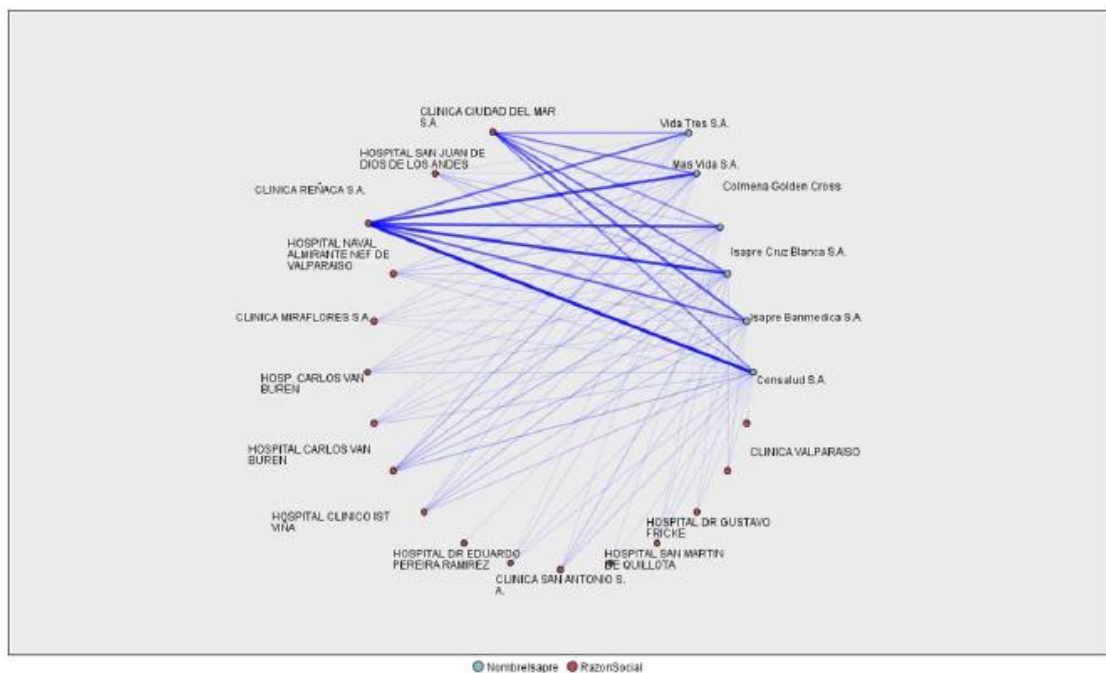 CLINICA CIUDAD DEL MAR
S.A.
Vida Tres S.A.
HOSPITAL SAN JUAN DE
DIOS DE LOS ANDES
Mas Vida S.A.
Colmena Golden Cross
CLINICA REÑACA S.A.
HOSPITAL NAVAL
ALMIRANTE NEF DE
VALPARAISO
Isapre Cruz Blanca S.A.
CLINICA MIRAFLORES S.A.
Isapre Banmedica S.A.
HOSP. CARLOS VAN
BUREN
Consalud S.A.
HOSPITAL CARLOS VAN
BUREN
CLINICA VALPARAISO
HOSPITAL CLINICO IST
VIÑA
HOSPITAL DR GUSTAVO
FRICKE
HOSPITAL DR EDUARDO
PEREIRA RAMIREZ
HOSPITAL SAN MARTIN
DE QUILLOTA
CLINICA SAN ANTONIO S.
A.
NombreIsapre
RazonSocial